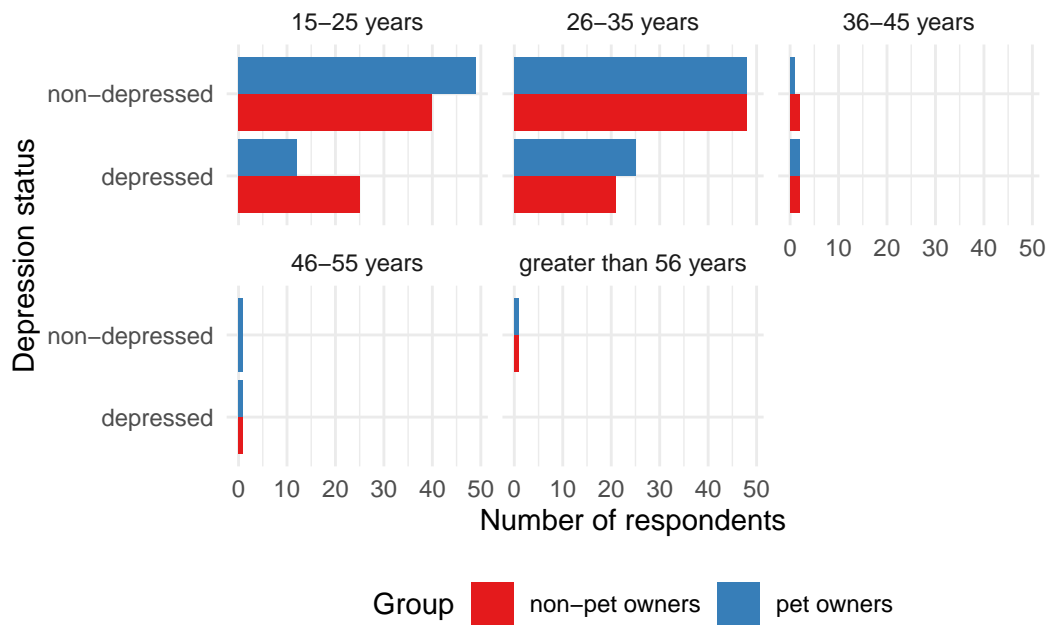 15−25 years 26−35 years 36−45 years
non−depressed
depressed
0 10 20 30 40 50
46−55 years greater than 56 years
non−depressed
depressed
0 10 20 30 40 50 0 10 20 30 40 50
Depression status
Number of respondents
Group non−pet owners pet owners